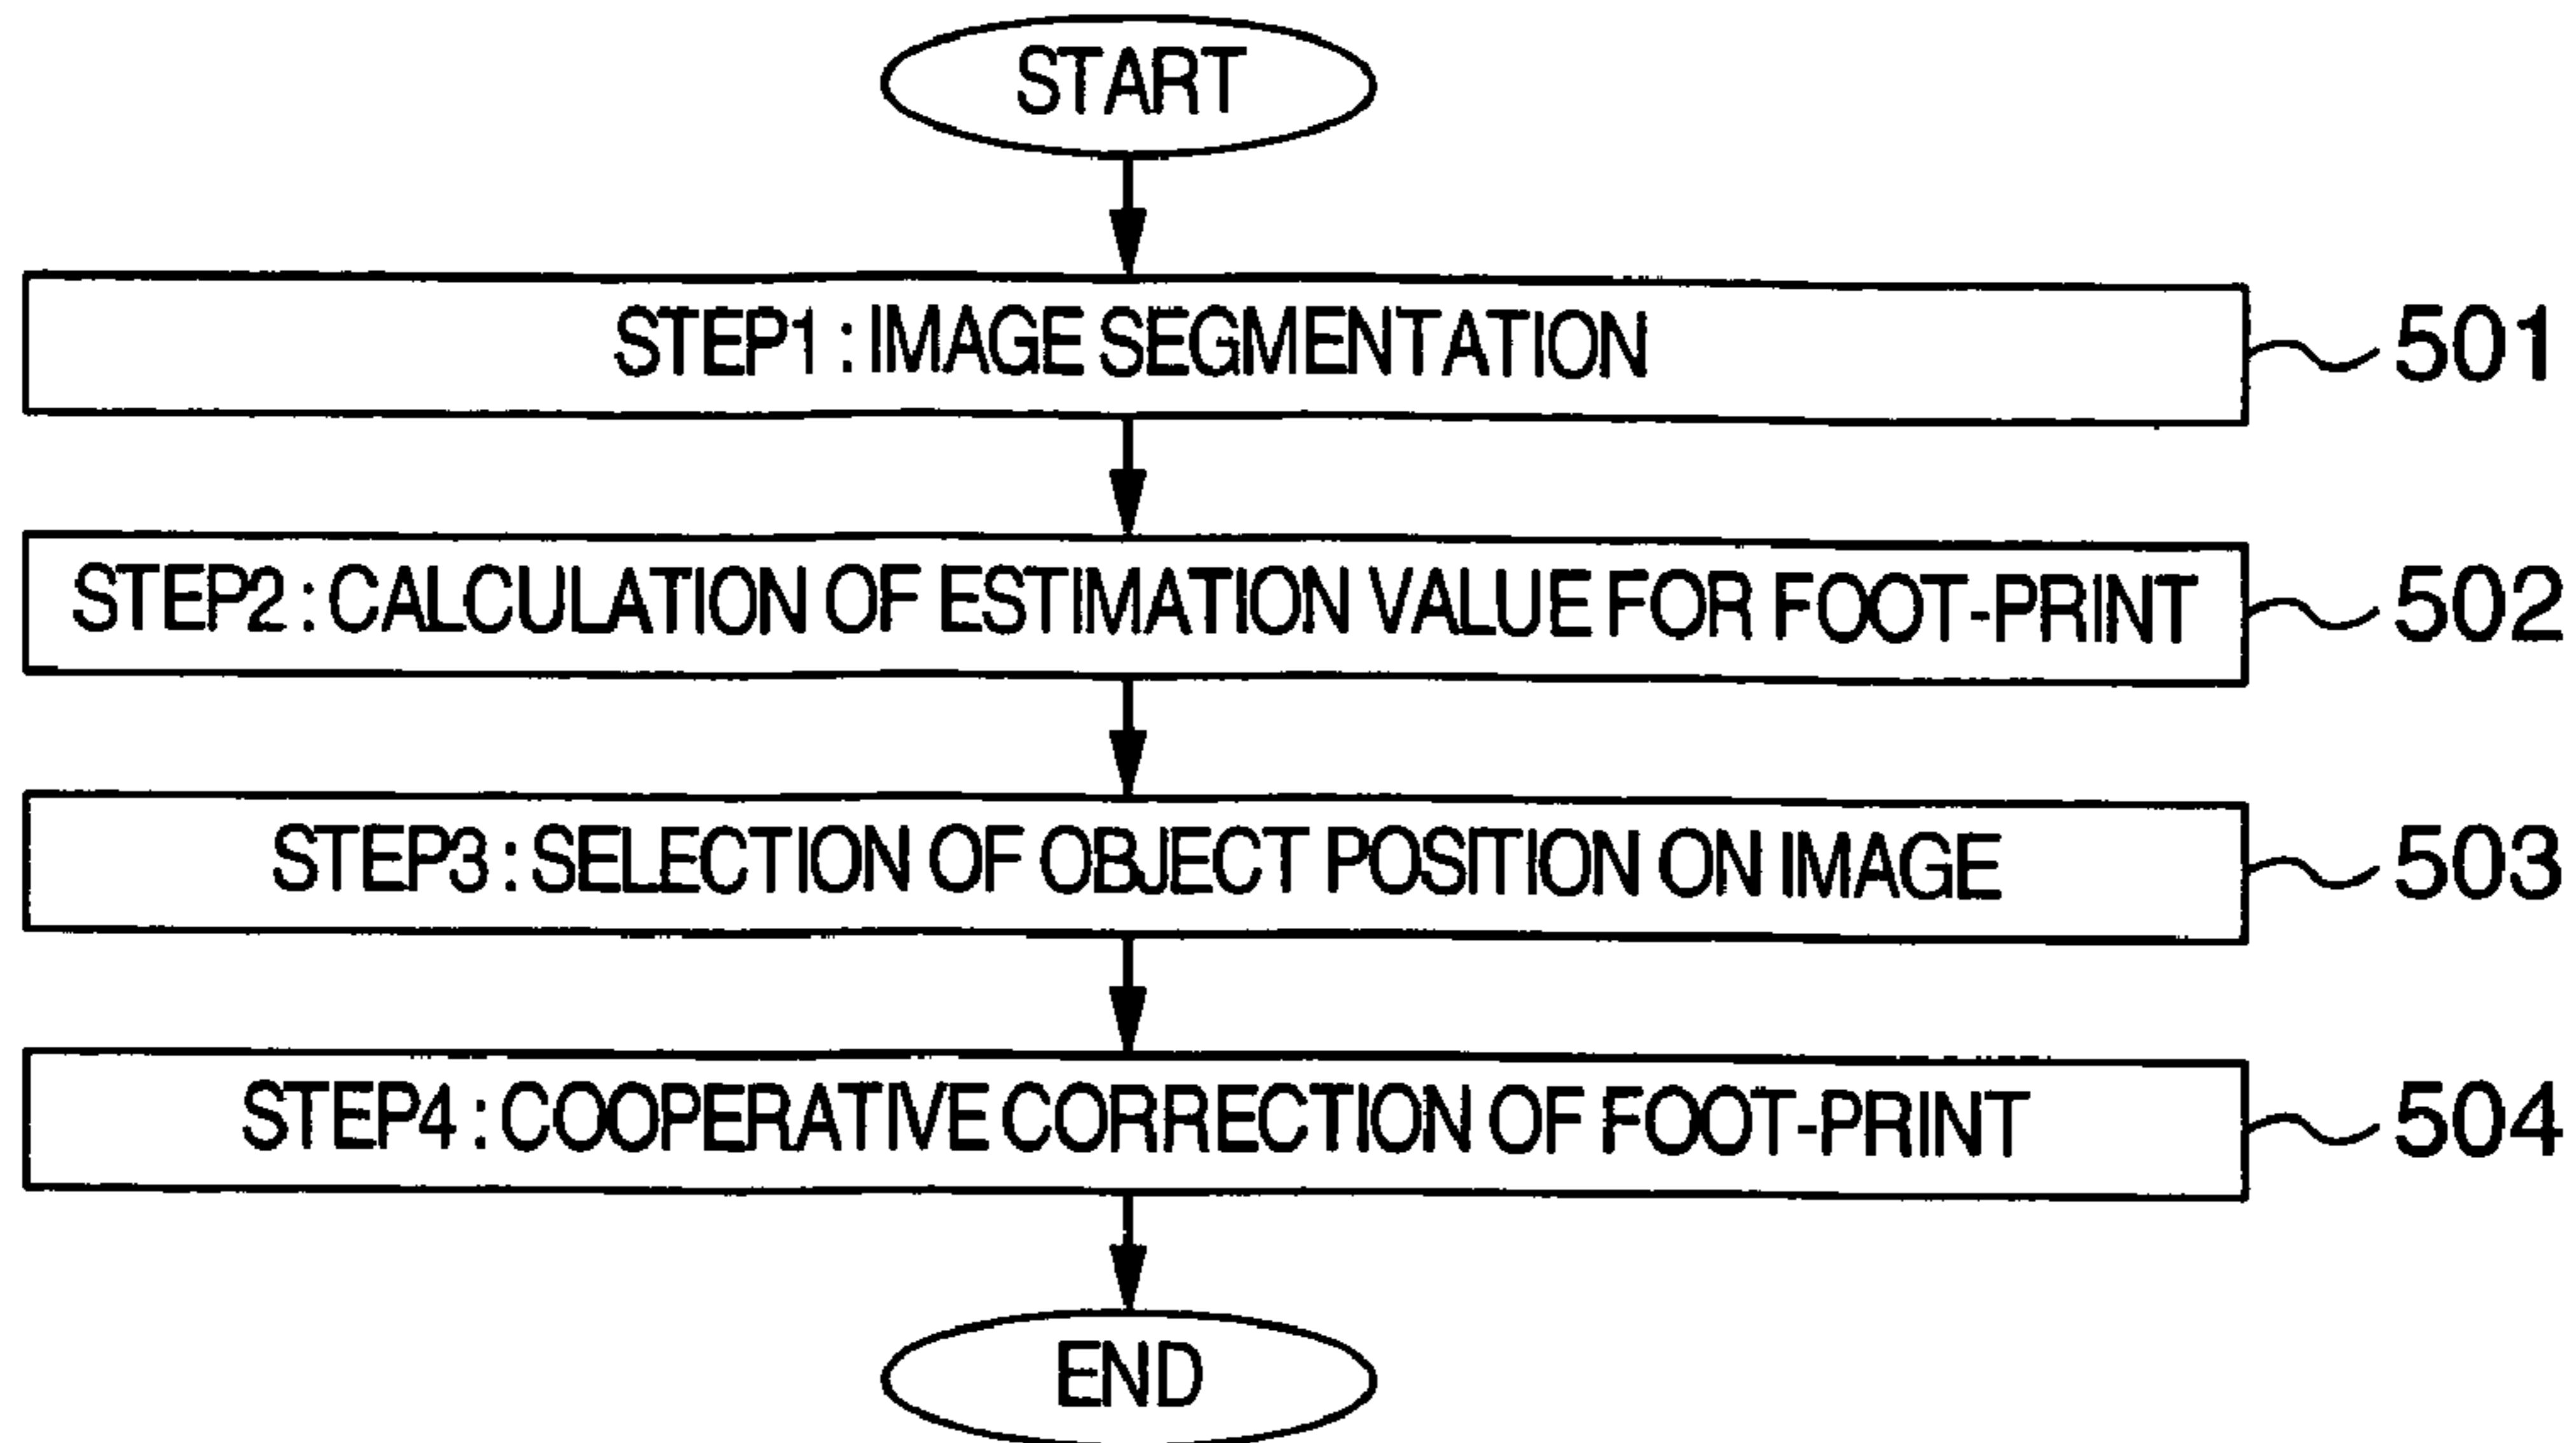 START
STEP1 : IMAGE SEGMENTATION
501
STEP2 : CALCULATION OF ESTIMATION VALUE FOR FOOT-PRINT
502
STEP3 : SELECTION OF OBJECT POSITION ON IMAGE
503
STEP4 : COOPERATIVE CORRECTION OF FOOT-PRINT
504
END